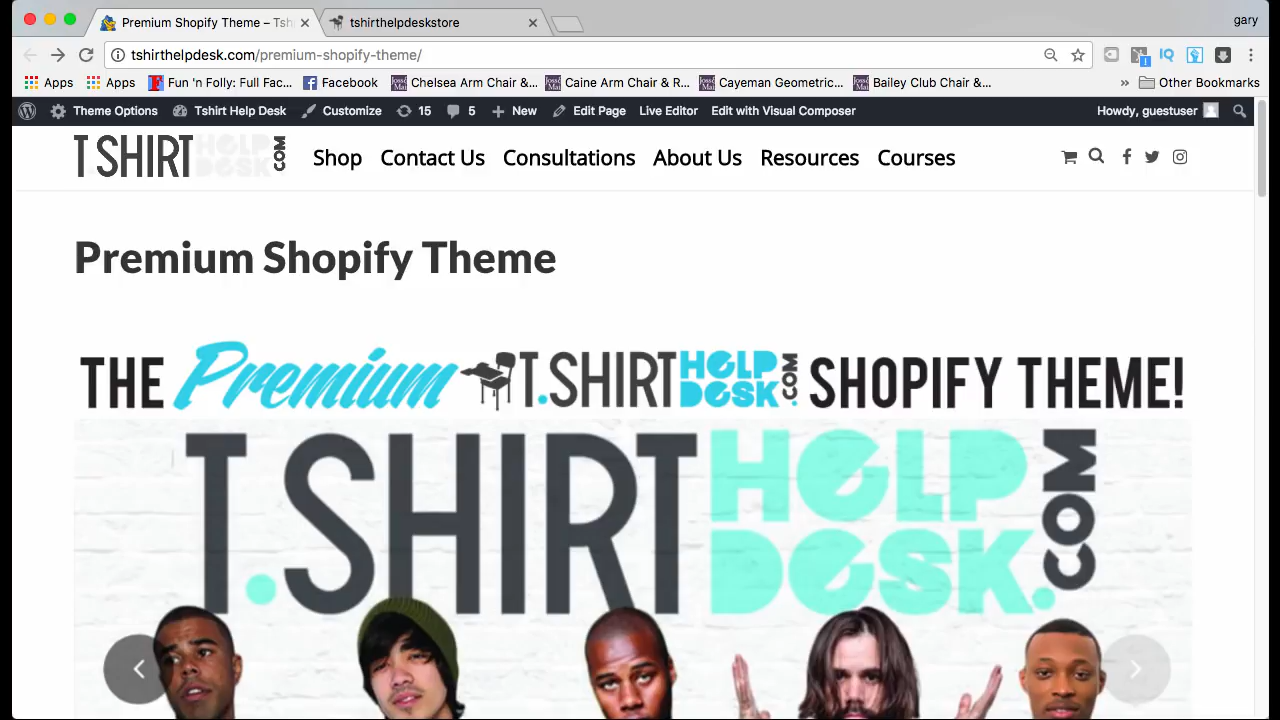 Premium Shopify Theme – Tsh
tshirthelpdeskstore
gary
tshirthelpdesk.com/premium-shopify-theme/
Apps
Apps
Fun 'n Folly: Full Fac...
Facebook
Chelsea Arm Chair &...
Caine Arm Chair & R...
Cayeman Geometric...
Bailey Club Chair &...
»
Other Bookmarks
Theme Options
Tshirt Help Desk
Customize
15
5
New
Edit Page
Live Editor
Edit with Visual Composer
Howdy, guestuser
T.SHIRT HELP DESK .COM
Shop
Contact Us
Consultations
About Us
Resources
Courses
Premium Shopify Theme
THE Premium T.SHIRT HELP DESK .COM SHOPIFY THEME!
T.SHIRT HELP DESK .COM